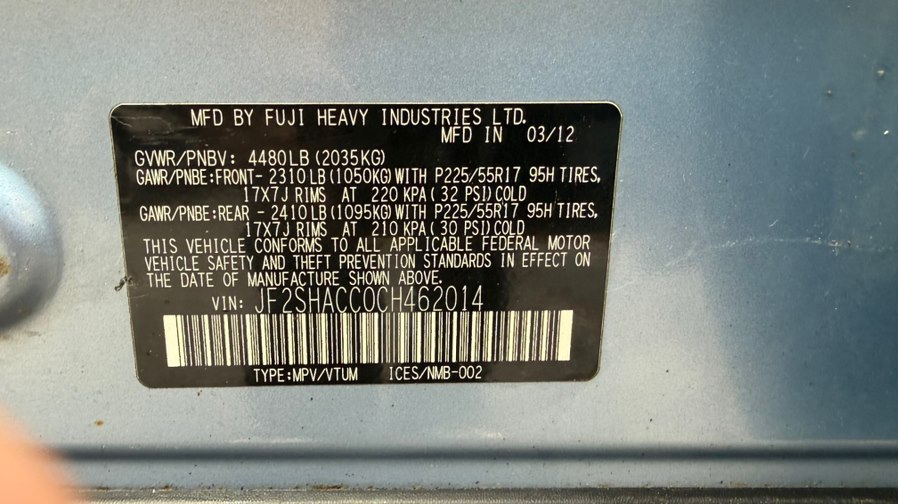 MFD BY FUJI HEAVY INDUSTRIES LTD.
MFD IN 03/12
GVWR/PNBV: 4480LB(2035KG)
GAWR/PNBE:FRONT- 2310LB(1050KG)WITH P225/55R17 95H TIRES,
17X7J RIMS AT 220 KPA(32 PSI)COLD
GAWR/PNBE:REAR - 2410LB(1095KG)WITH P225/55R17 95H TIRES,
17X7J RIMS AT 210 KPA(30 PSI)COLD
THIS VEHICLE CONFORMS TO ALL APPLICABLE FEDERAL MOTOR
VEHICLE SAFETY AND THEFT PREVENTION STANDARDS IN EFFECT ON
THE DATE OF MANUFACTURE SHOWN ABOVE.
VIN: JF2SHACC0CH462014
TYPE:MPV/VTUM ICES/NMB-002